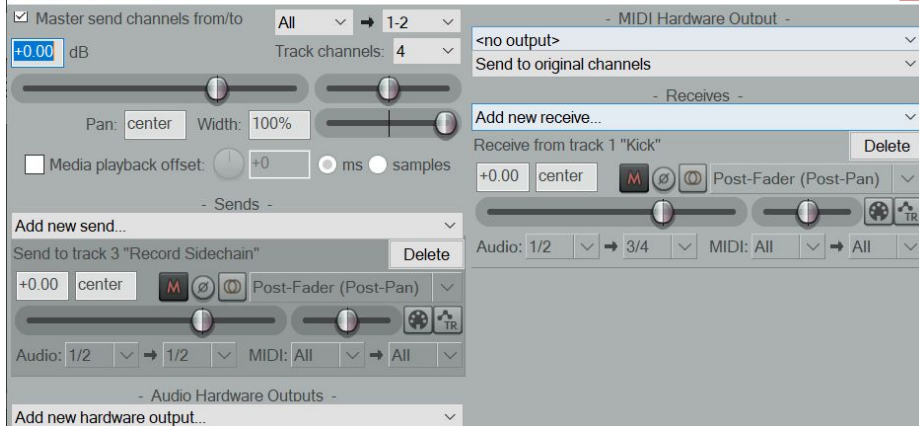 Master send channels from/to All → 1-2
+0.00 dB Track channels: 4
Pan: center Width: 100%
Media playback offset: +0 ms samples
- Sends -
Add new send...
Send to track 3 "Record Sidechain" Delete
+0.00 center M Post-Fader (Post-Pan)
TR
Audio: 1/2 → 1/2 MIDI: All → All
- Audio Hardware Outputs -
Add new hardware output...
- MIDI Hardware Output -
<no output>
Send to original channels
- Receives -
Add new receive...
Receive from track 1 "Kick" Delete
+0.00 center M Post-Fader (Post-Pan)
TR
Audio: 1/2 → 3/4 MIDI: All → All